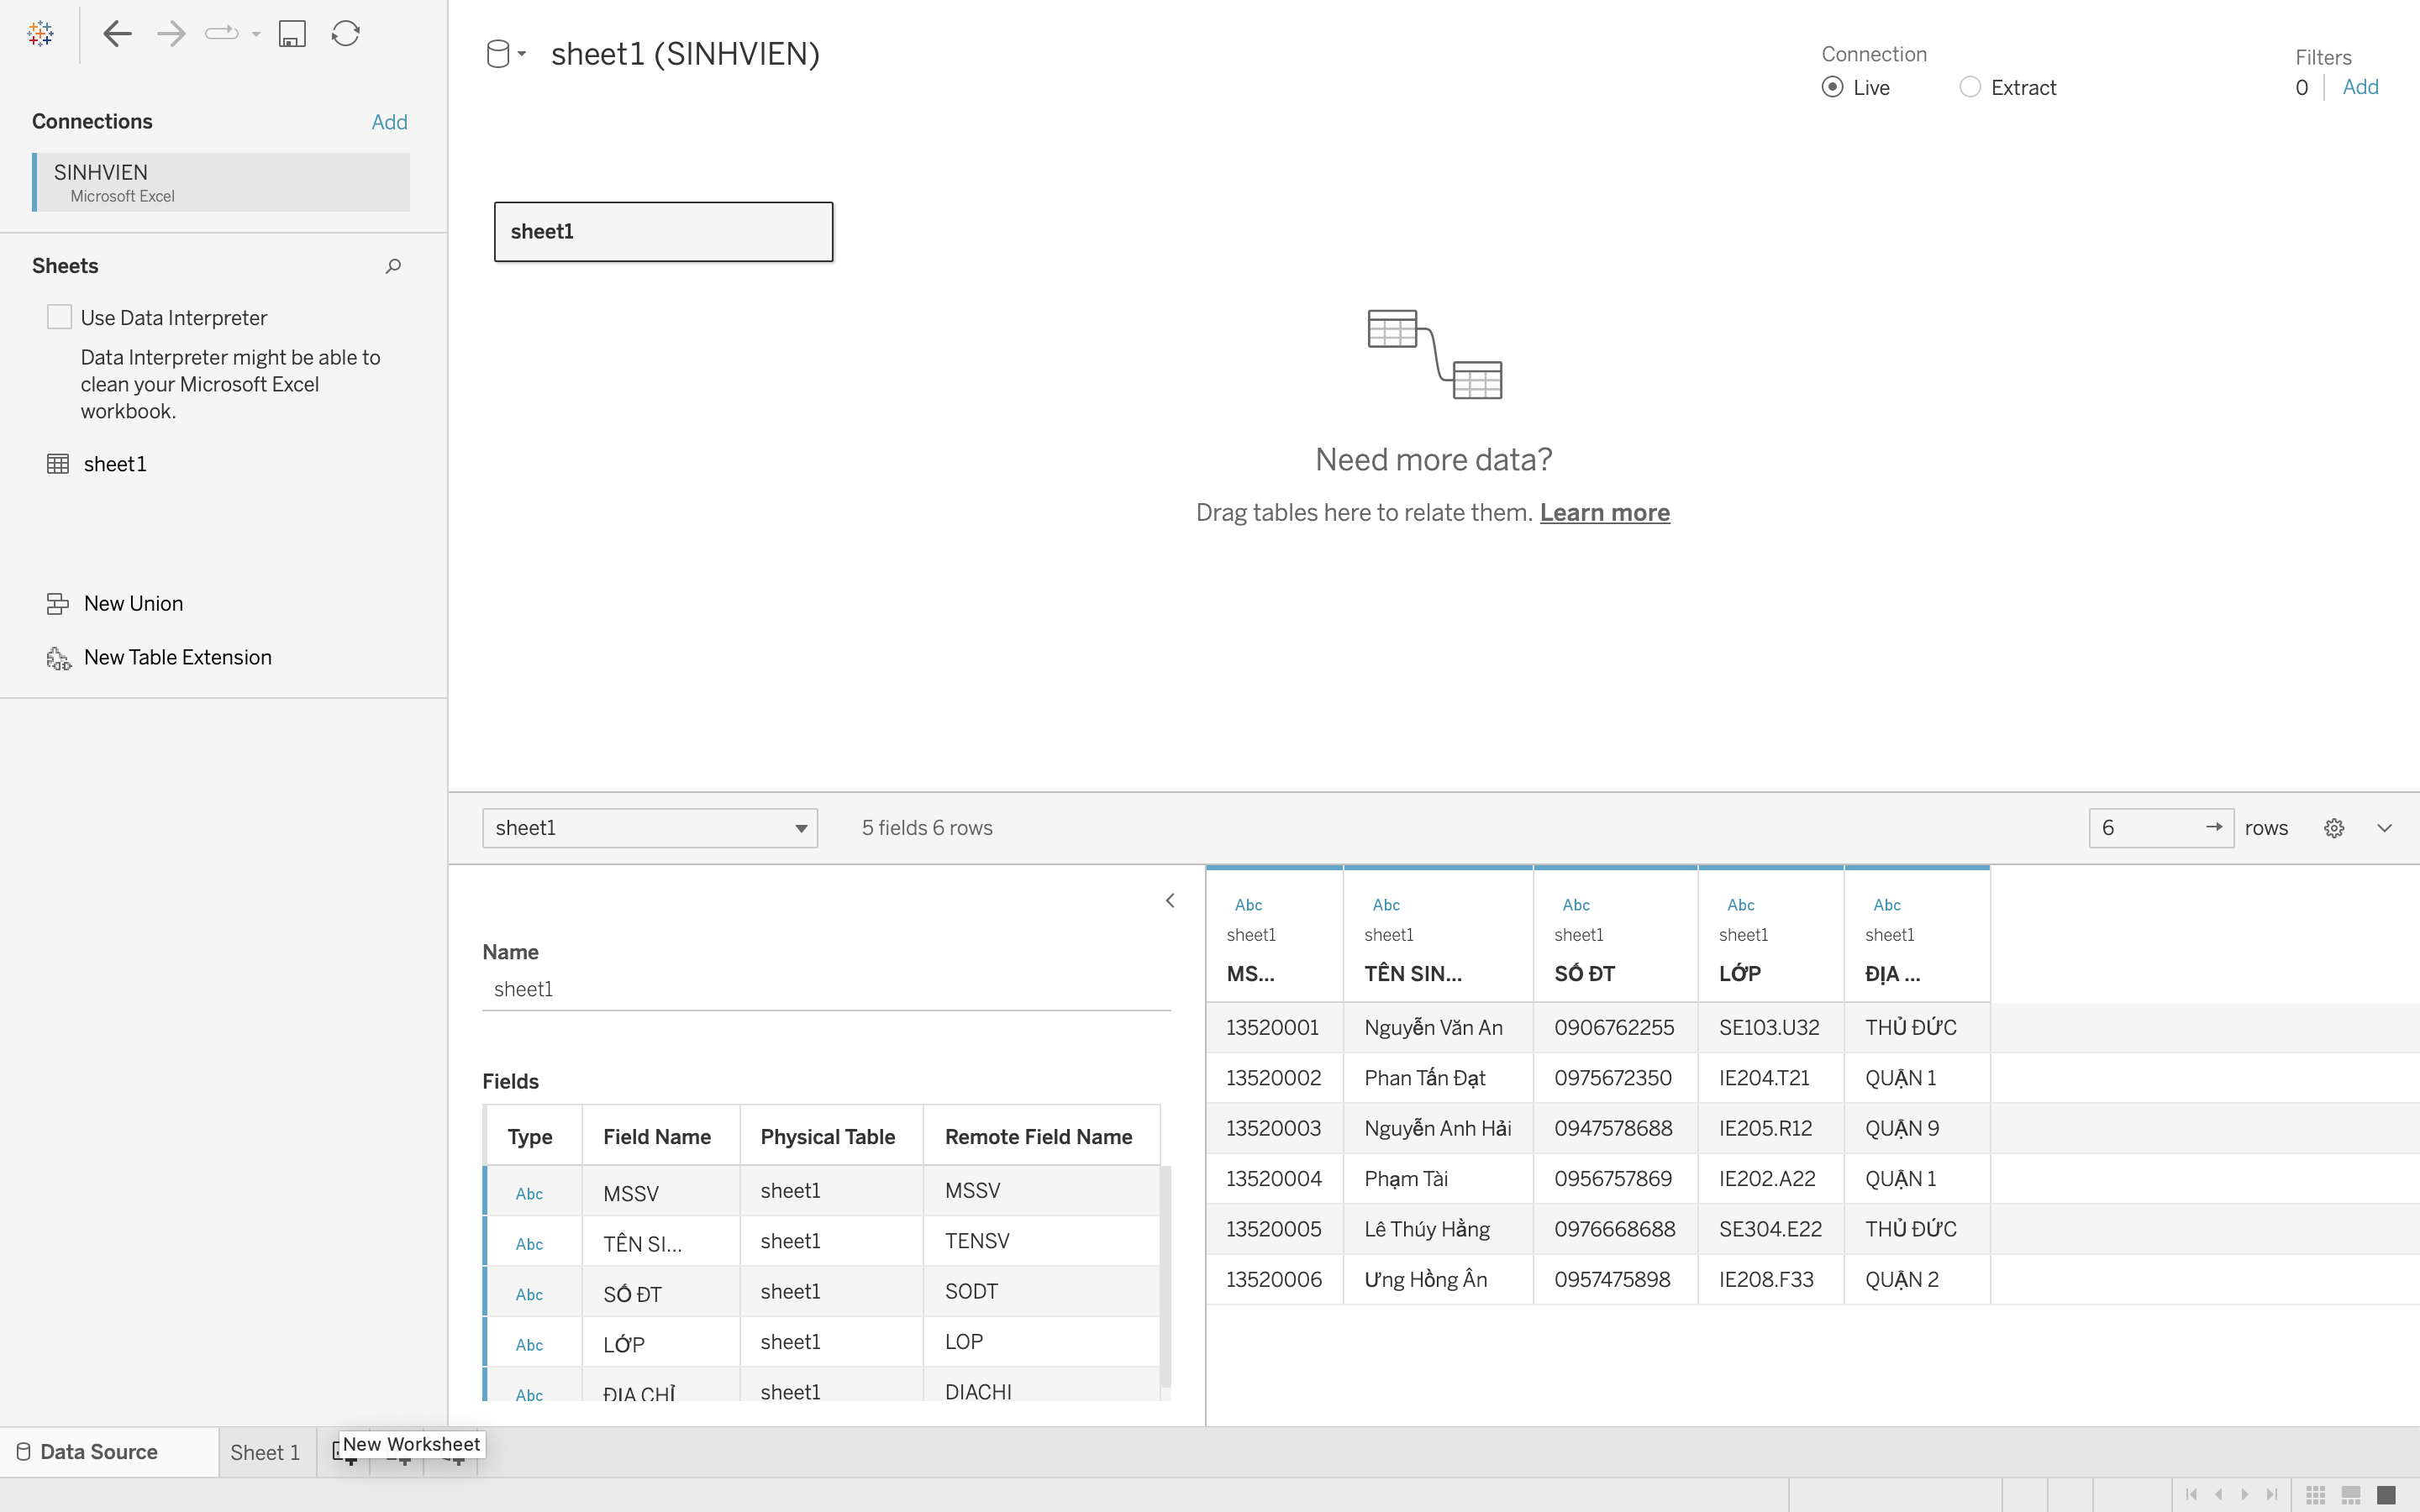 sheet1 (SINHVIEN)
Connection
Live
Extract
Filters
0
Add
Connections
Add
SINHVIEN
Microsoft Excel
Sheets
Use Data Interpreter
Data Interpreter might be able to
clean your Microsoft Excel
workbook.
sheet1
New Union
New Table Extension
sheet1
Need more data?
Drag tables here to relate them. Learn more
sheet1
5 fields 6 rows
6
rows
Name
sheet1
Fields
Type Field Name Physical Table Remote Field Name
Abc MSSV sheet1 MSSV
Abc TÊN SI... sheet1 TENSV
Abc SỐ ĐT sheet1 SODT
Abc LỚP sheet1 LOP
Abc ĐỊA CHỈ sheet1 DIACHI
Abc Abc Abc Abc Abc
sheet1 sheet1 sheet1 sheet1 sheet1
MS... TÊN SIN... SỐ ĐT LỚP ĐỊA ...
13520001 Nguyễn Văn An 0906762255 SE103.U32 THỦ ĐỨC
13520002 Phan Tấn Đạt 0975672350 IE204.T21 QUẬN 1
13520003 Nguyễn Anh Hải 0947578688 IE205.R12 QUẬN 9
13520004 Phạm Tài 0956757869 IE202.A22 QUẬN 1
13520005 Lê Thúy Hằng 0976668688 SE304.E22 THỦ ĐỨC
13520006 Ưng Hồng Ân 0957475898 IE208.F33 QUẬN 2
Data Source
Sheet 1
New Worksheet